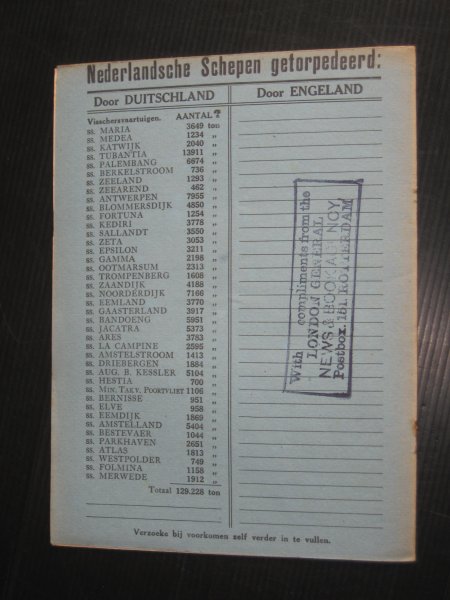 Nederlandsche Schepen getorpedeerd:
Door DUITSCHLAND
Visschersvaartuigen. AANTAL?
ss. MARIA 3649 ton
ss. MEDEA 1234 „
ss. KATWIJK 2040 „
ss. TUBANTIA 13911 „
ss. PALEMBANG 6674 „
ss. BERKELSTROOM 736 „
ss. ZEELAND 1293 „
ss. ZEEAREND 462 „
ss. ANTWERPEN 7955 „
ss. BLOMMERSDIJK 4850 „
ss. FORTUNA 1254 „
ss. KEDIRI 3778 „
ss. SALLANDT 3550 „
ss. ZETA 3053 „
ss. EPSILON 3211 „
ss. GAMMA 2198 „
ss. OOTMARSUM 2313 „
ss. TROMPENBERG 1608 „
ss. ZAANDIJK 4188 „
ss. NOORDERDIJK 7166 „
ss. EEMLAND 3770 „
ss. GAASTERLAND 3917 „
ss. BANDOENG 5951 „
ss. JACATRA 5373 „
ss. ARES 3783 „
ss. LA CAMPINE 2595 „
ss. AMSTELSTROOM 1413 „
ss. DRIEBERGEN 1884 „
ss. AUG. B. KESSLER 5104 „
ss. HESTIA 700 „
ss. MIN. TAK V. POORTVLIET 1106 „
ss. BERNISSE 951 „
ss. ELVE 958 „
ss. EEMDIJK 1869 „
ss. AMSTELLAND 5404 „
ss. BESTEVAER 1044 „
ss. PARKHAVEN 2651 „
ss. ATLAS 1813 „
ss. WESTPOLDER 749 „
ss. FOLMINA 1158 „
ss. MERWEDE 1912 „
Totaal 129.228 ton
Door ENGELAND
With compliments from the
LONDON GENERAL
NEWS & BOOK AGENCY,
Postbox. 151. ROTTERDAM
Verzoeke bij voorkomen zelf verder in te vullen.